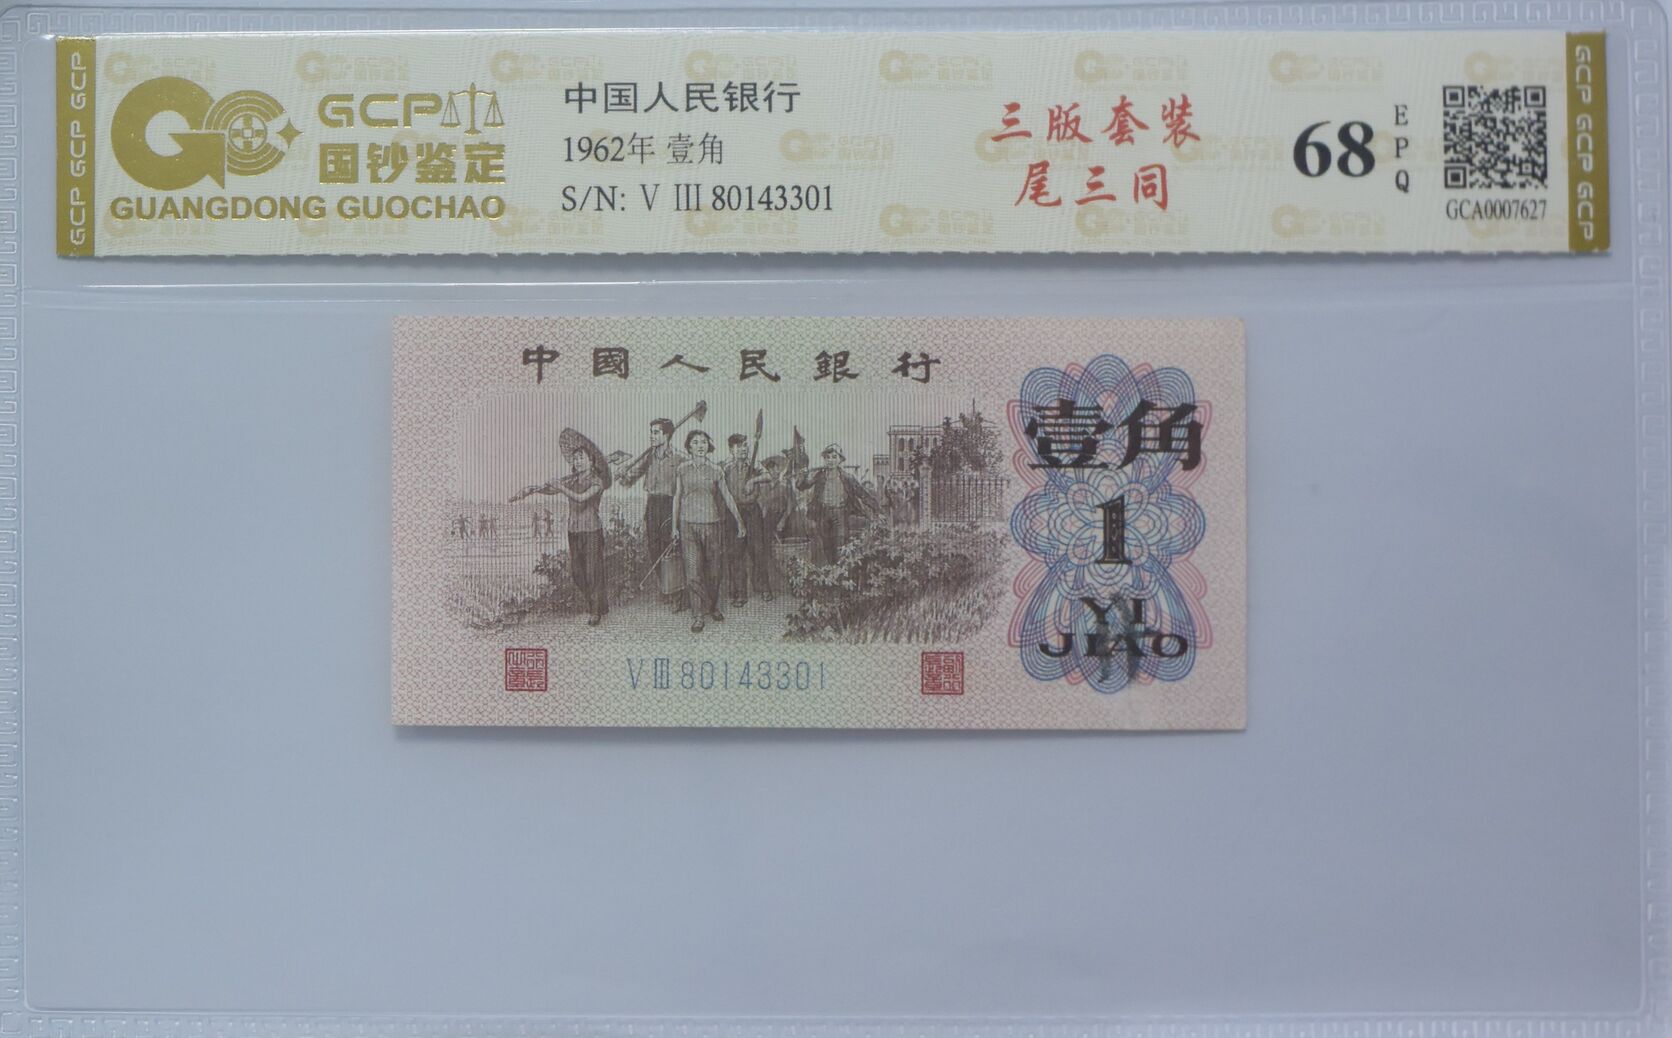 GCP GCP GCP
GCP
国钞鉴定
GUANGDONG GUOCHAO
中国人民银行
1962年 壹角
S/N: V III 80143301
三版套装
尾三同
68
EPQ
GCA0007627
GCP GCP GCP
中國人民銀行
壹角
1
YI
JIAO
V III 80143301